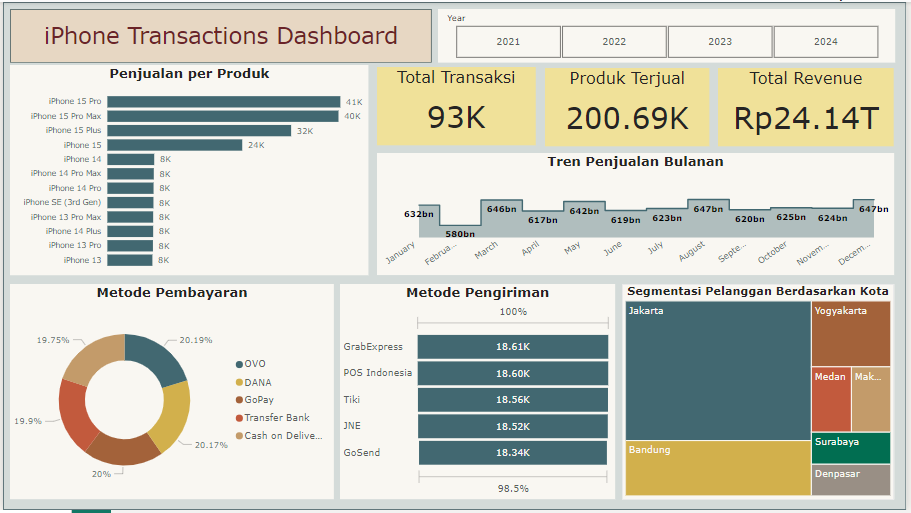 iPhone Transactions Dashboard
Year
2021
2022
2023
2024
Penjualan per Produk
iPhone 15 Pro 41K
iPhone 15 Pro Max 40K
iPhone 15 Plus 32K
iPhone 15 24K
iPhone 14 8K
iPhone 14 Pro Max 8K
iPhone 14 Pro 8K
iPhone SE (3rd Gen) 8K
iPhone 13 Pro Max 8K
iPhone 14 Plus 8K
iPhone 13 Pro 8K
iPhone 13 8K
Total Transaksi
93K
Produk Terjual
200.69K
Total Revenue
Rp24.14T
Tren Penjualan Bulanan
632bn
580bn
646bn
617bn
642bn
619bn
623bn
647bn
620bn
625bn
624bn
647bn
January
Februa...
March
April
May
June
July
August
Septe...
October
Novem...
Decem...
Metode Pembayaran
19.75%
20.19%
19.9%
20.17%
20%
OVO
DANA
GoPay
Transfer Bank
Cash on Delive...
Metode Pengiriman
100%
GrabExpress 18.61K
POS Indonesia 18.60K
Tiki 18.56K
JNE 18.52K
GoSend 18.34K
98.5%
Segmentasi Pelanggan Berdasarkan Kota
Jakarta
Yogyakarta
Medan
Mak...
Bandung
Surabaya
Denpasar